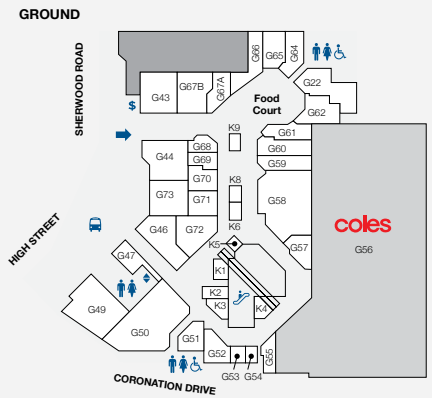 GROUND
SHERWOOD ROAD
G66
G65
G64
G22
G43
G67B
G67A
$
Food
Court
G62
K9
G61
G68
G60
G44
G69
G59
G70
K8
G73
G71
G58
K6
G46
G72
HIGH STREET
K5
coles
G57
G56
G47
K1
K2
K3
K4
G49
G50
G51
G52
G55
G53
G54
CORONATION DRIVE